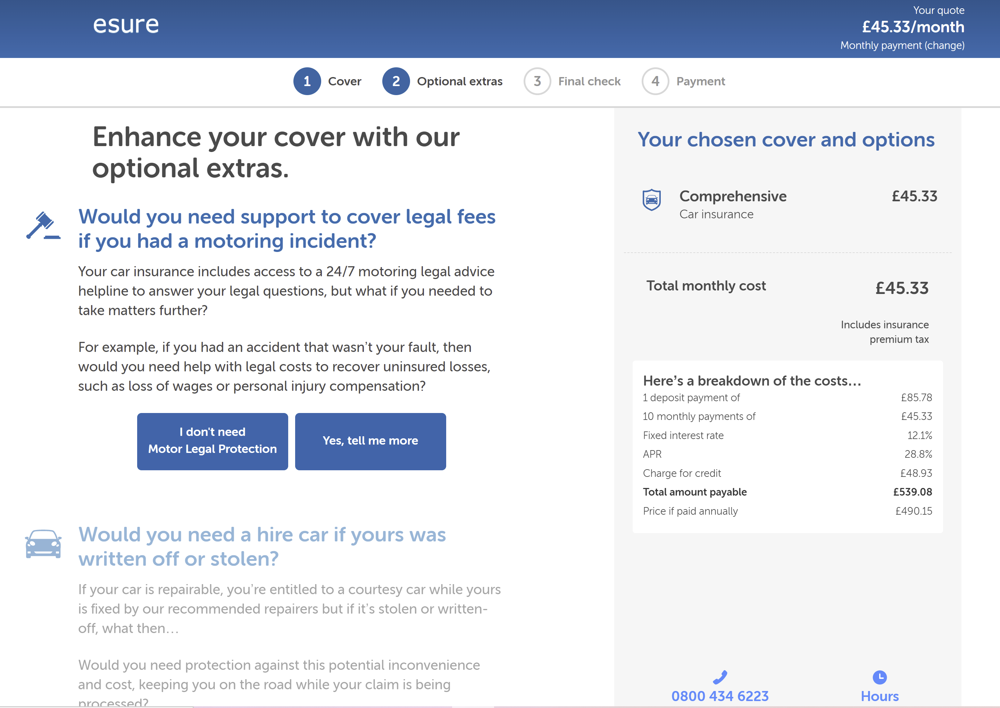 esure
Your quote
£45.33/month
Monthly payment (change)
1 Cover 2 Optional extras 3 Final check 4 Payment
Enhance your cover with our
optional extras.
Would you need support to cover legal fees
if you had a motoring incident?
Your car insurance includes access to a 24/7 motoring legal advice
helpline to answer your legal questions, but what if you needed to
take matters further?
For example, if you had an accident that wasn’t your fault, then
would you need help with legal costs to recover uninsured losses,
such as loss of wages or personal injury compensation?
I don't need
Motor Legal Protection
Yes, tell me more
Would you need a hire car if yours was
written off or stolen?
If your car is repairable, you’re entitled to a courtesy car while yours
is fixed by our recommended repairers but if it’s stolen or written-
off, what then…
Would you need protection against this potential inconvenience
and cost, keeping you on the road while your claim is being
processed?
Your chosen cover and options
Comprehensive £45.33
Car insurance
Total monthly cost £45.33
Includes insurance
premium tax
Here’s a breakdown of the costs…
1 deposit payment of £85.78
10 monthly payments of £45.33
Fixed interest rate 12.1%
APR 28.8%
Charge for credit £48.93
Total amount payable £539.08
Price if paid annually £490.15
0800 434 6223
Hours